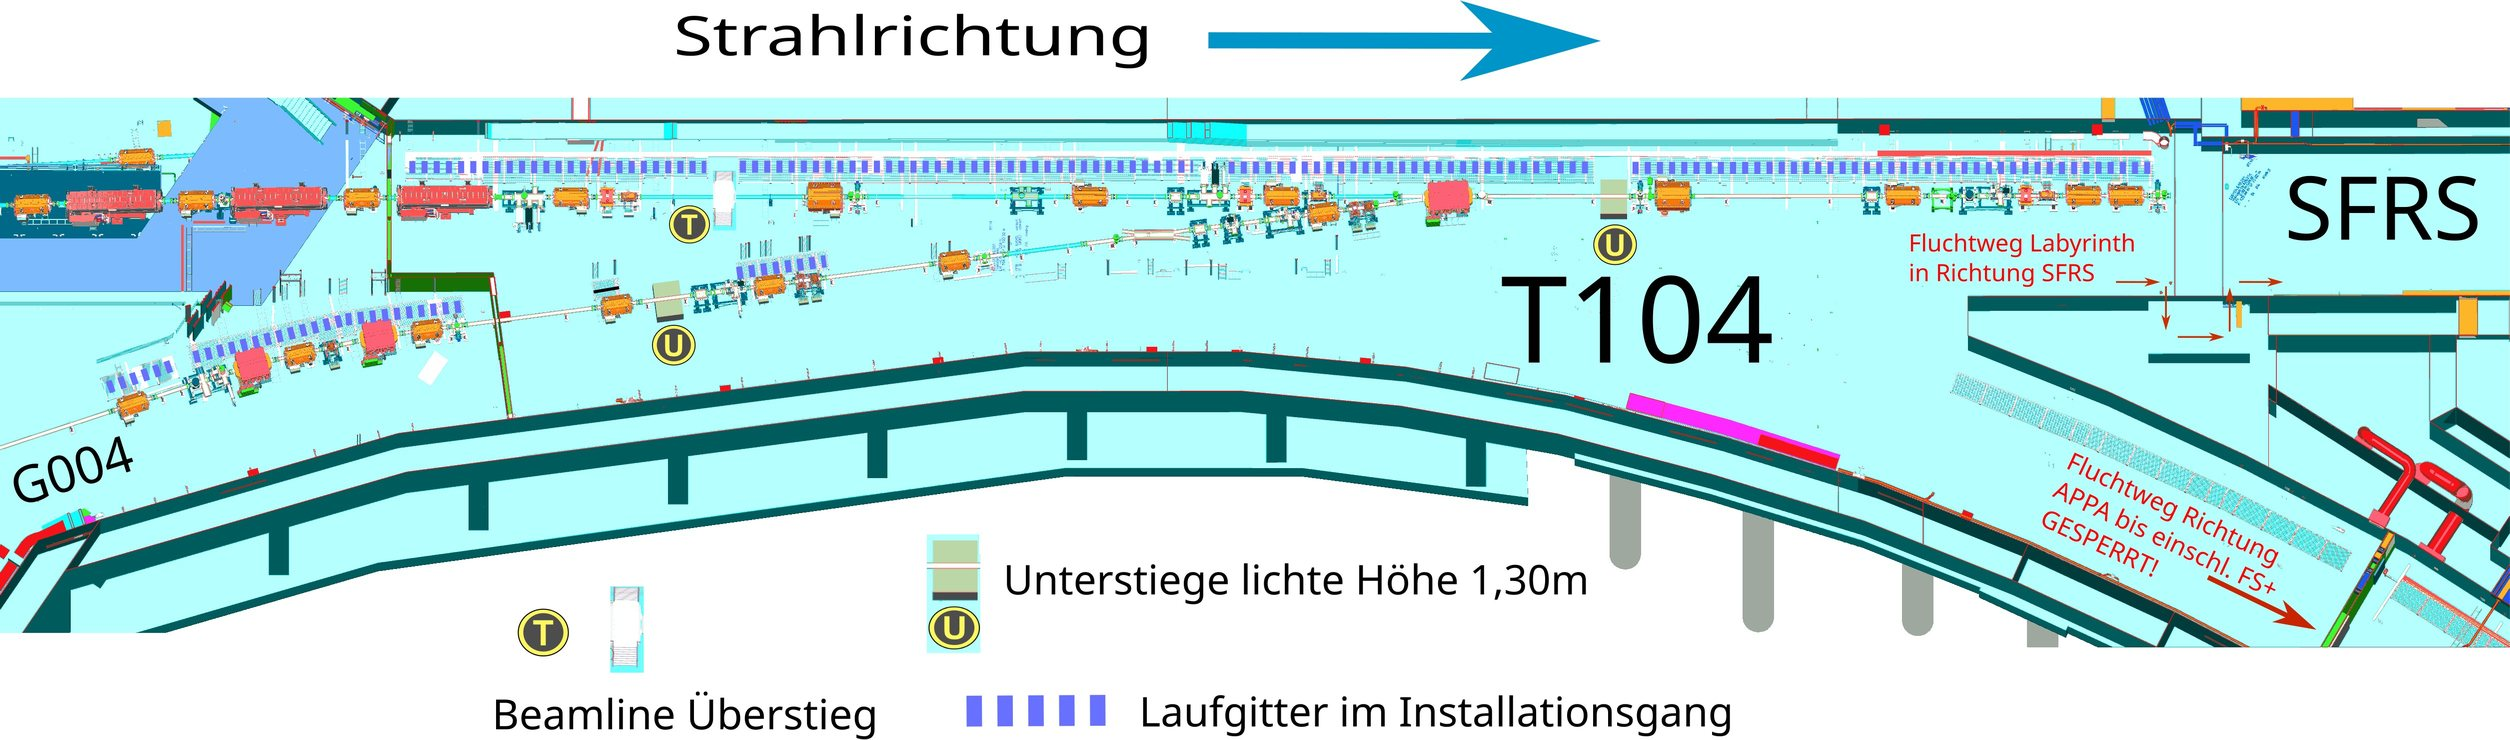 Strahlrichtung
T
U
U
SFRS
Fluchtweg Labyrinth
in Richtung SFRS
T104
G004
Fluchtweg Richtung
APPA bis einschl. FS+
GESPERRT!
Unterstiege lichte Höhe 1,30m
U
T
Beamline Überstieg
Laufgitter im Installationsgang